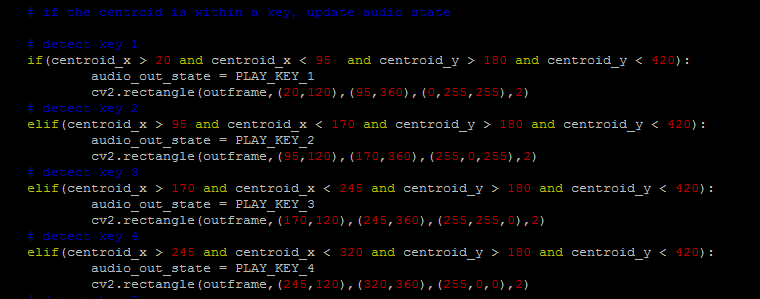 # if the centroid is within a key, update audio state
# detect key 1
if(centroid_x > 20 and centroid_x < 95  and centroid_y > 180 and centroid_y < 420):
audio_out_state = PLAY_KEY_1
cv2.rectangle(outframe,(20,120),(95,360),(0,255,255),2)
# detect key 2
elif(centroid_x > 95 and centroid_x < 170 and centroid_y > 180 and centroid_y < 420):
audio_out_state = PLAY_KEY_2
cv2.rectangle(outframe,(95,120),(170,360),(255,0,255),2)
# detect key 3
elif(centroid_x > 170 and centroid_x < 245 and centroid_y > 180 and centroid_y < 420):
audio_out_state = PLAY_KEY_3
cv2.rectangle(outframe,(170,120),(245,360),(255,255,0),2)
# detect key 4
elif(centroid_x > 245 and centroid_x < 320 and centroid_y > 180 and centroid_y < 420):
audio_out_state = PLAY_KEY_4
cv2.rectangle(outframe,(245,120),(320,360),(255,0,0),2)